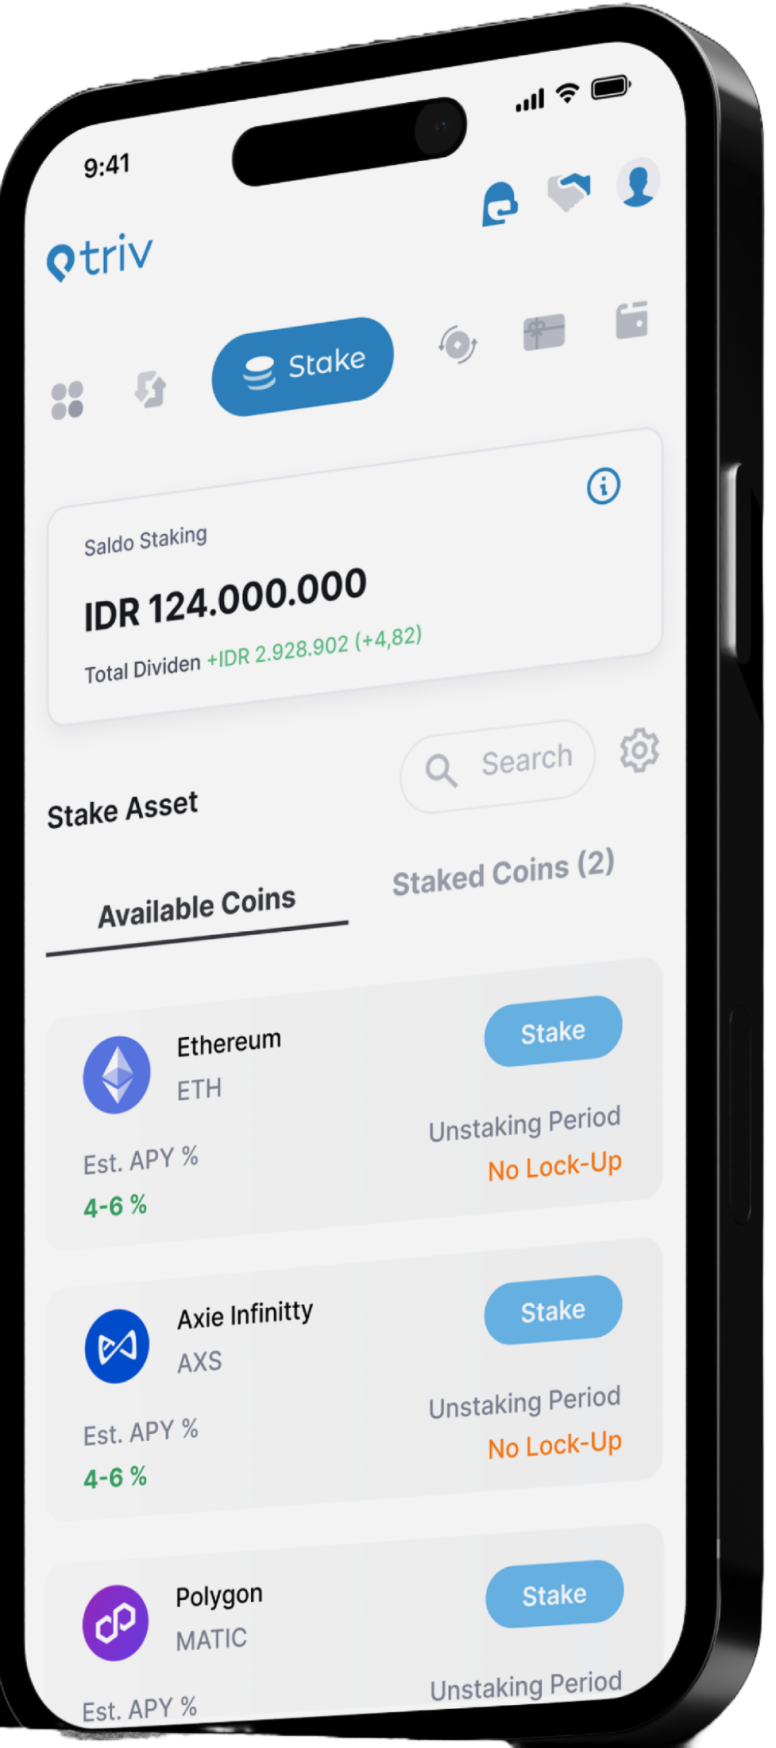 9:41
triv
Stake
Saldo Staking
IDR 124.000.000
Total Dividen +IDR 2.928.902 (+4,82)
Stake Asset
Search
Available Coins
Staked Coins (2)
Ethereum
ETH
Stake
Est. APY %
4-6 %
Unstaking Period
No Lock-Up
Axie Infinitty
AXS
Stake
Est. APY %
4-6 %
Unstaking Period
No Lock-Up
Polygon
MATIC
Stake
Est. APY %
Unstaking Period